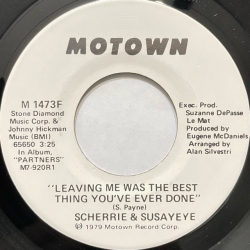 MOTOWN
M 1473F
Stone Diamond
Music Corp. &
Johnny Hickman
Music (BMI)
65650 3:25
In Album,
"PARTNERS"
M7-920R1
Exec. Prod.
Suzanne DePasse
Le Mat
Produced by
Eugene McDaniels
Arranged by
Alan Silvestri
"LEAVING ME WAS THE BEST
THING YOU'VE EVER DONE"
(S. Payne)
SCHERRIE & SUSAYEYE
℗ 1979 Motown Record Corp.